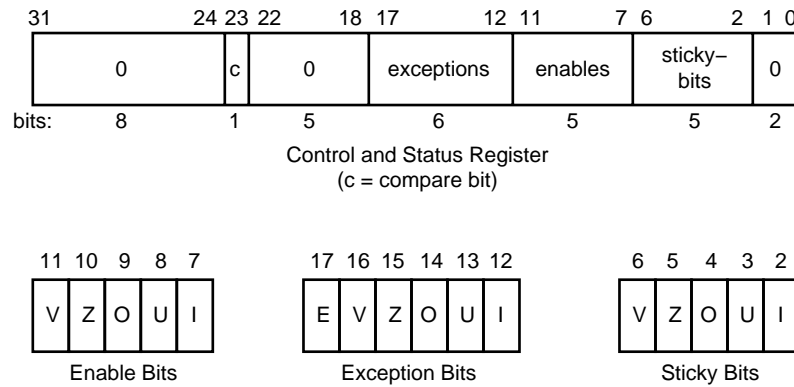 31 24 23 22 18 17 12 11 7 6 2 1 0
0 c 0 exceptions enables sticky–
bits 0
bits: 8 1 5 6 5 5 2
Control and Status Register
(c = compare bit)
11 10 9 8 7 17 16 15 14 13 12 6 5 4 3 2
V Z O U I E V Z O U I V Z O U I
Enable Bits Exception Bits Sticky Bits